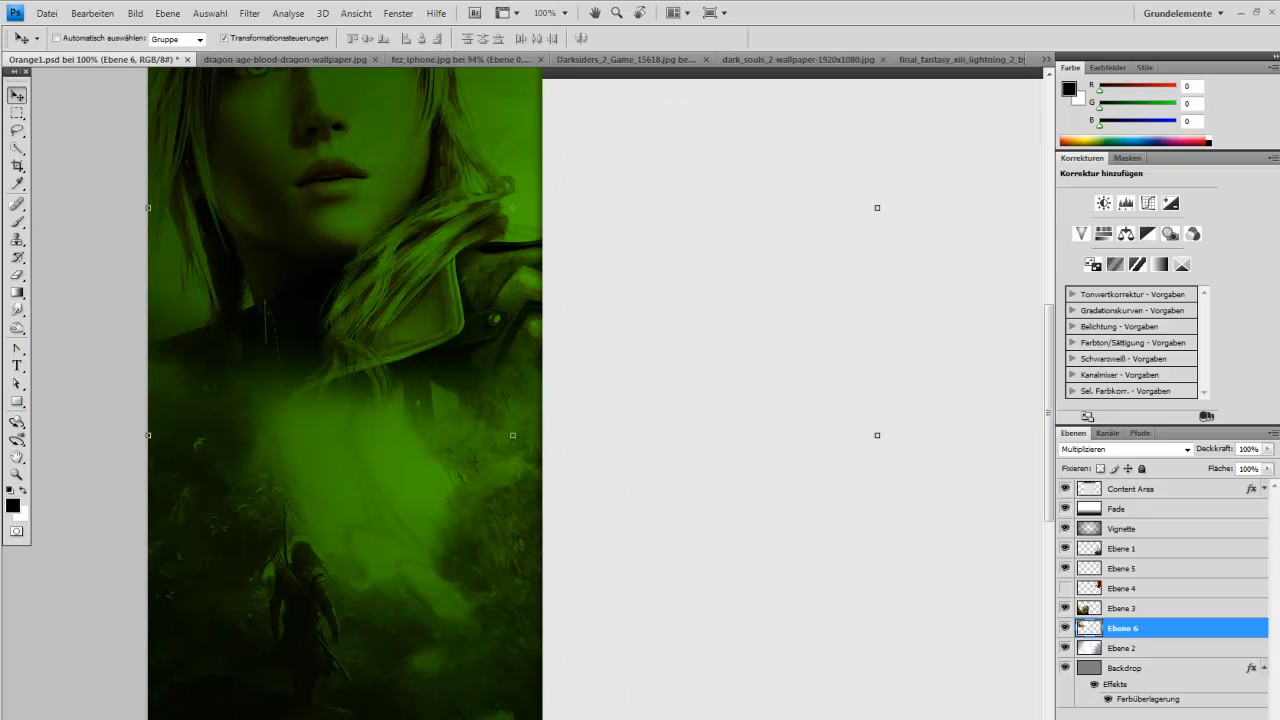 Ps Datei Bearbeiten Bild Ebene Auswahl Filter Analyse 3D Ansicht Fenster Hilfe Br 100% Grundelemente
Automatisch auswählen: Gruppe Transformationssteuerungen
Orange1.psd bei 100% (Ebene 6, RGB/8#) * dragon-age-blood-dragon-wallpaper.jpg fez_iphone.jpg bei 94% (Ebene 0,... Darksiders_2_Game_15618.jpg be... dark_souls_2-wallpaper-1920x1080.jpg final_fantasy_xiii_lightning_2_b
Farbe Farbfelder Stile
R 0
G 0
B 0
Korrekturen Masken
Korrektur hinzufügen
Tonwertkorrektur - Vorgaben
Gradationskurven - Vorgaben
Belichtung - Vorgaben
Farbton/Sättigung - Vorgaben
Schwarzweiß - Vorgaben
Kanalmixer - Vorgaben
Sel. Farbkorr. - Vorgaben
Ebenen Kanäle Pfade
Multiplizieren Deckkraft: 100%
Fixieren: Fläche: 100%
Content Area fx
Fade
Vignette
Ebene 1
Ebene 5
Ebene 4
Ebene 3
Ebene 6
Ebene 2
Backdrop fx
Effekte
Farbüberlagerung
T